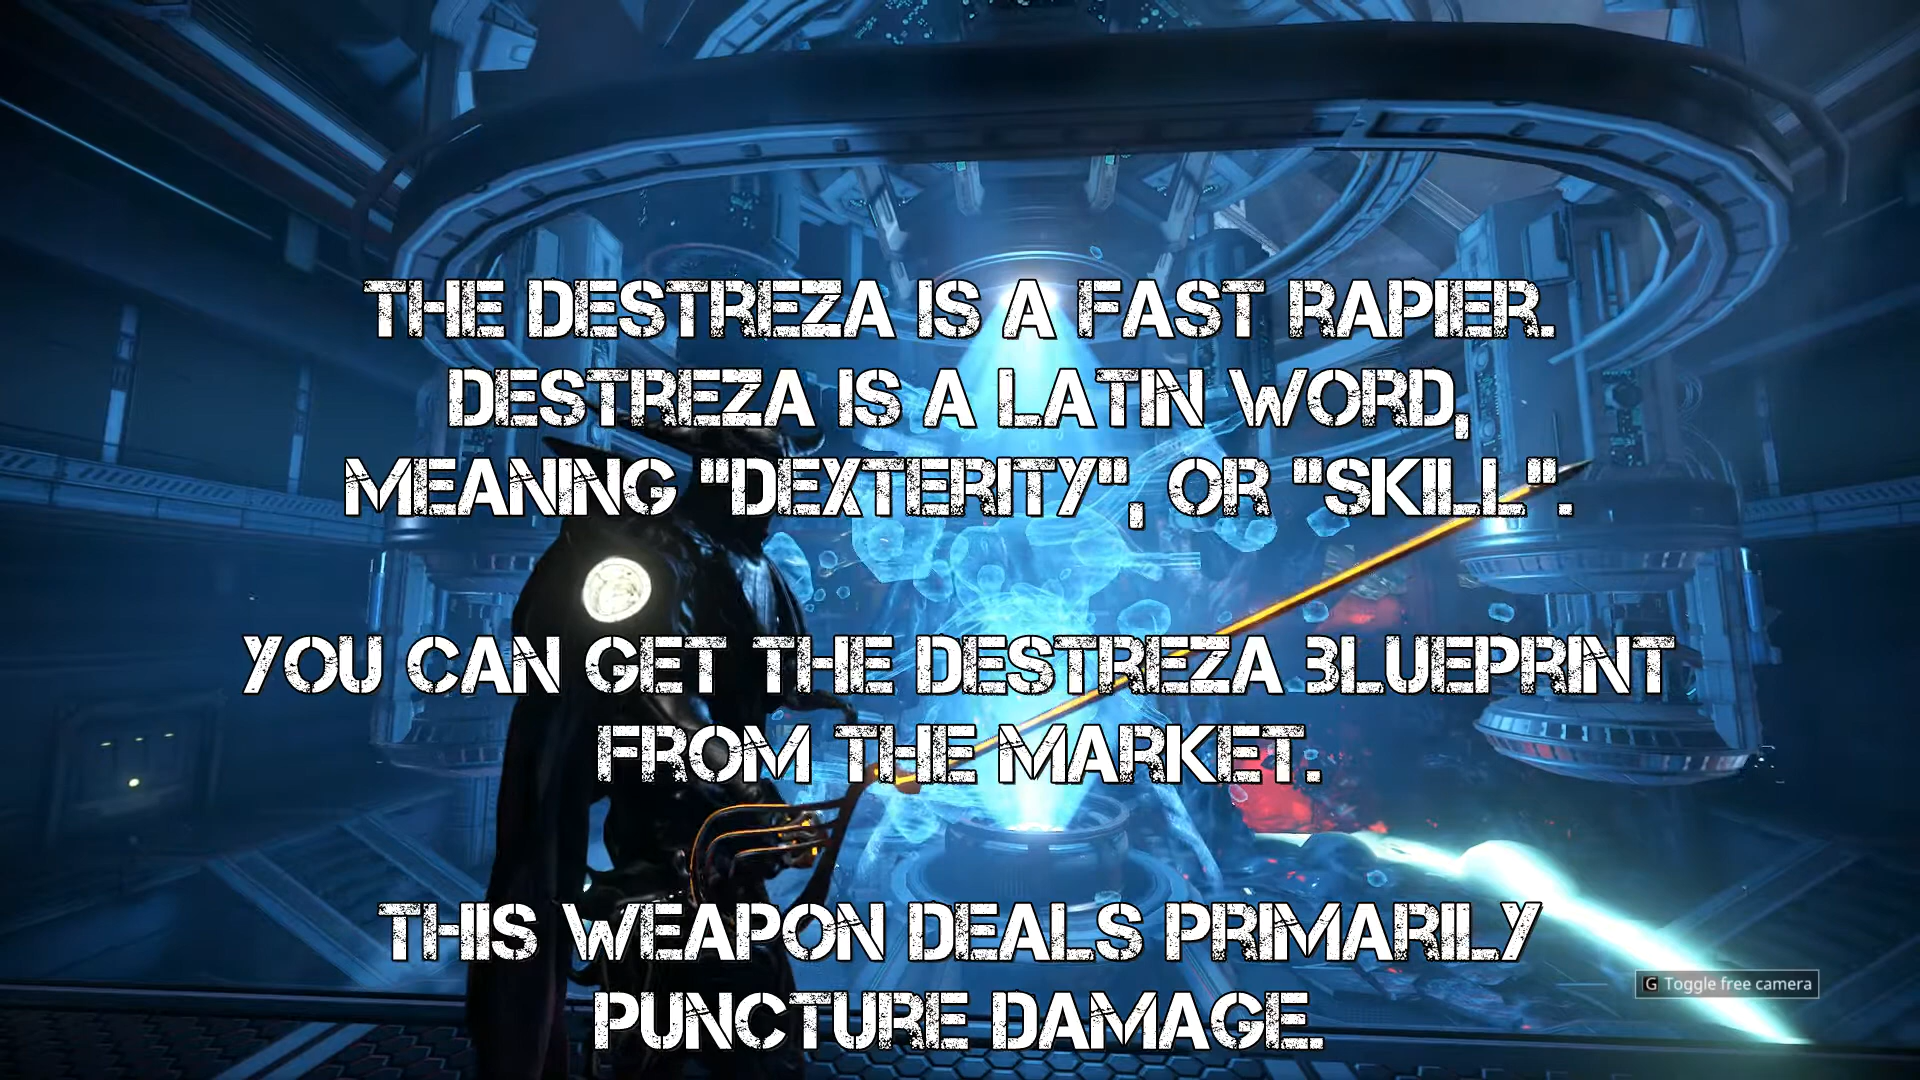 THE DESTREZA IS A FAST RAPIER.
DESTREZA IS A LATIN WORD,
MEANING "DEXTERITY", OR "SKILL".
YOU CAN GET THE DESTREZA BLUEPRINT
FROM THE MARKET.
THIS WEAPON DEALS PRIMARILY
PUNCTURE DAMAGE.
G Toggle free camera